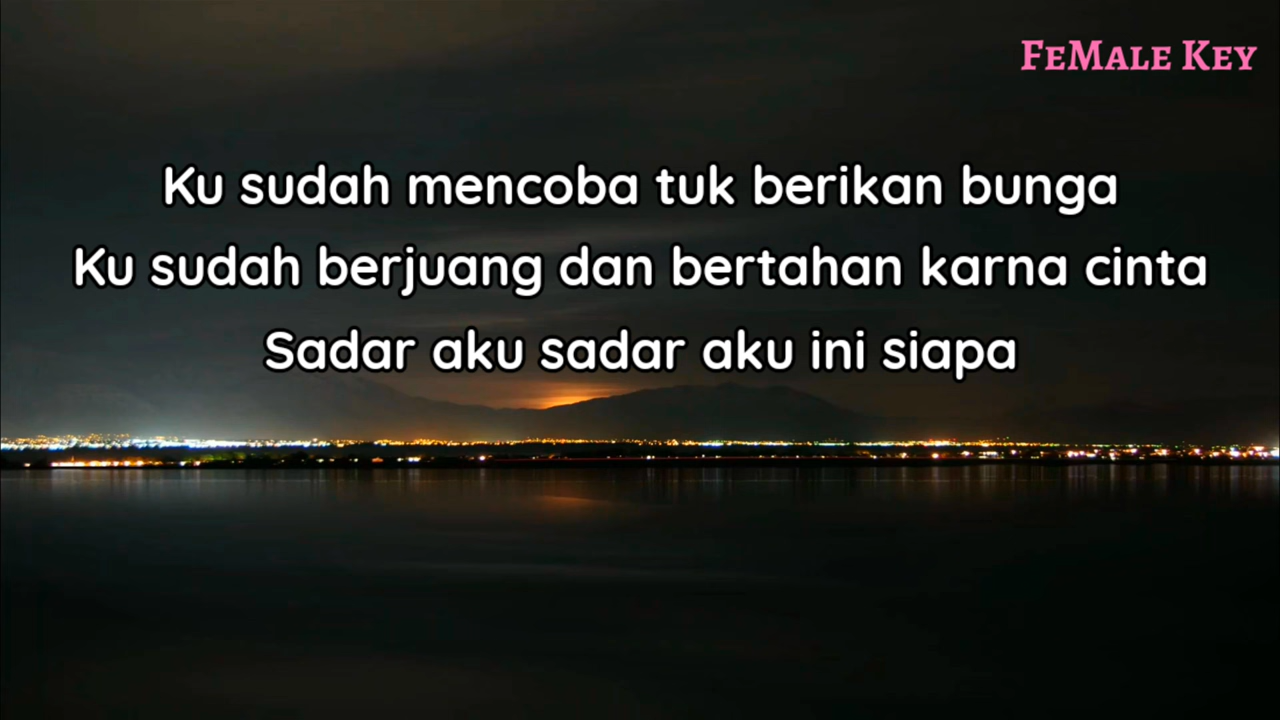 FeMale Key
Ku sudah mencoba tuk berikan bunga
Ku sudah berjuang dan bertahan karna cinta
Sadar aku sadar aku ini siapa